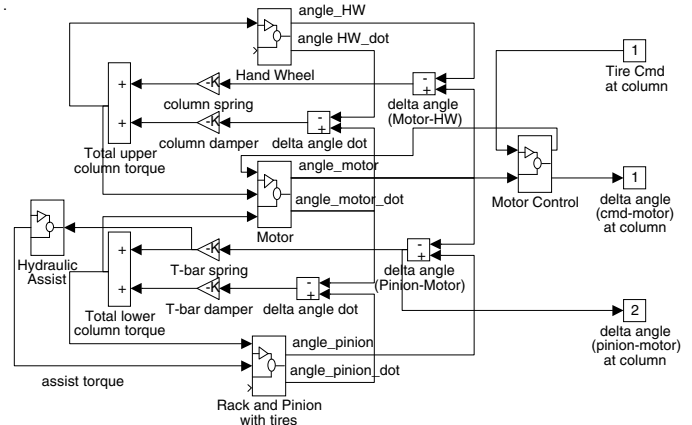 .
angle_HW
angle HW_dot
1
Tire Cmd
at column
Hand Wheel
-
+
delta angle
(Motor-HW)
-K
column spring
+
+
-K
column damper
-
+
delta angle dot
Total upper
column torque
angle_motor
angle_motor_dot
Motor
Motor Control
1
delta angle
(cmd-motor)
at column
Hydraulic
Assist
+
+
-K
T-bar spring
-
+
delta angle
(Pinion-Motor)
-K
T-bar damper
-
+
delta angle dot
Total lower
column torque
2
delta angle
(pinion-motor)
at column
angle_pinion
angle_pinion_dot
assist torque
Rack and Pinion
with tires